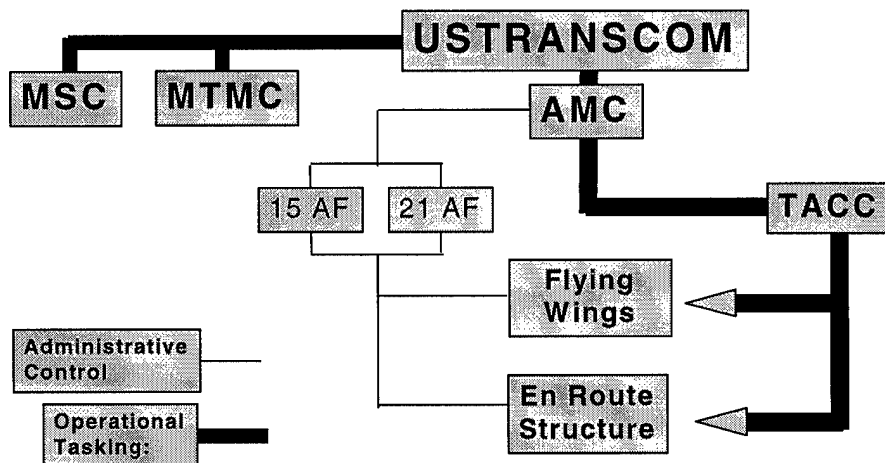 USTRANSCOM
MSC
MTMC
AMC
15 AF
21 AF
TACC
Flying
Wings
Administrative
Control
En Route
Structure
Operational
Tasking: